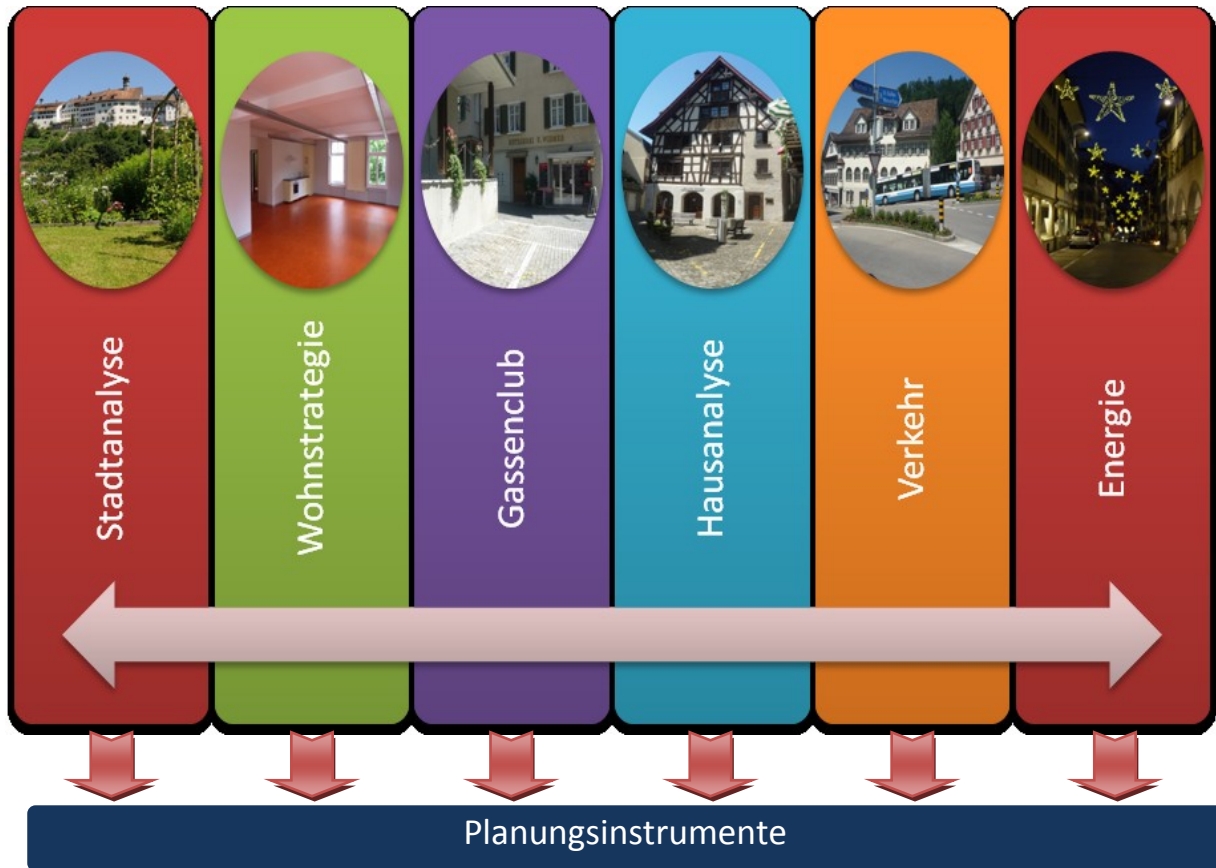 Stadtanalyse
Wohnstrategie
Gassenclub
Hausanalyse
Verkehr
Energie
Planungsinstrumente